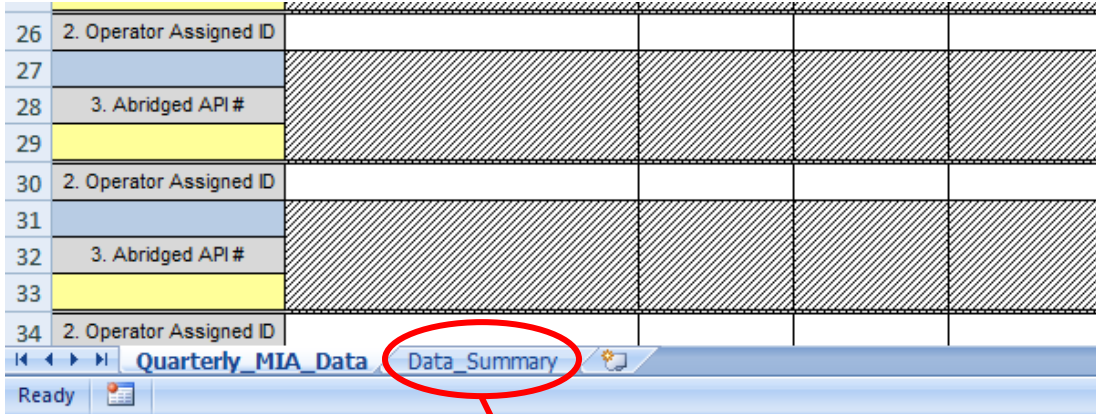 26 2. Operator Assigned ID
27
28 3. Abridged API #
29
30 2. Operator Assigned ID
31
32 3. Abridged API #
33
34 2. Operator Assigned ID
Quarterly_MIA_Data Data_Summary
Ready